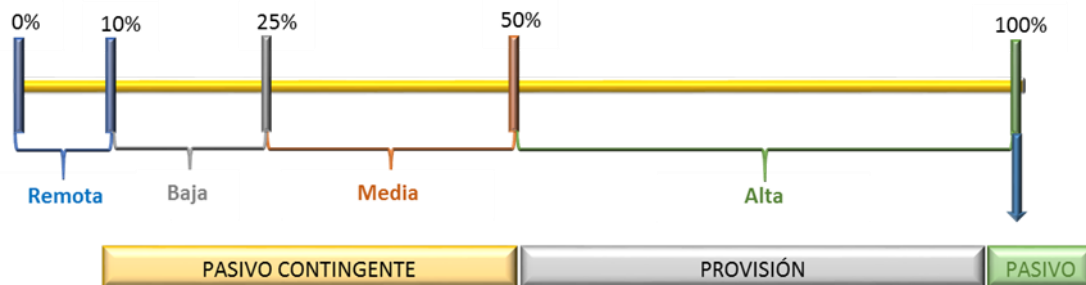 0% 10% 25% 50% 100%
Remota Baja Media Alta
PASIVO CONTINGENTE PROVISIÓN PASIVO